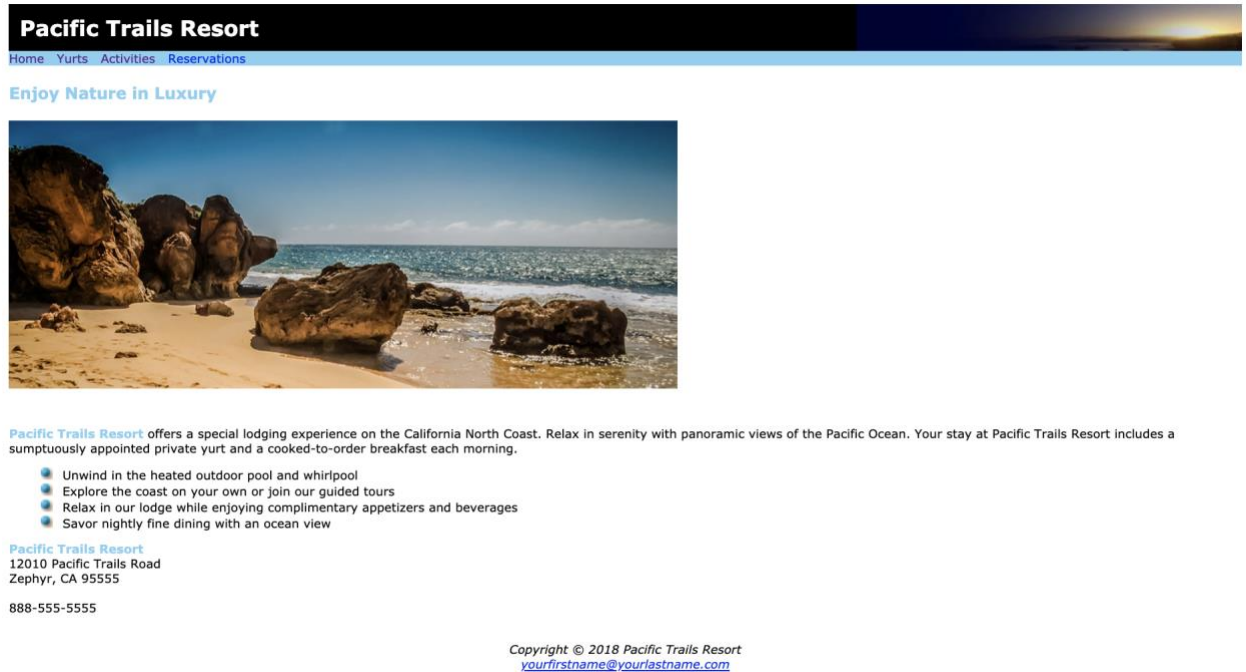 Pacific Trails Resort
Home Yurts Activities Reservations
Enjoy Nature in Luxury
Pacific Trails Resort offers a special lodging experience on the California North Coast. Relax in serenity with panoramic views of the Pacific Ocean. Your stay at Pacific Trails Resort includes a
sumptuously appointed private yurt and a cooked-to-order breakfast each morning.
Unwind in the heated outdoor pool and whirlpool
Explore the coast on your own or join our guided tours
Relax in our lodge while enjoying complimentary appetizers and beverages
Savor nightly fine dining with an ocean view
Pacific Trails Resort
12010 Pacific Trails Road
Zephyr, CA 95555
888-555-5555
Copyright © 2018 Pacific Trails Resort
yourfirstname@yourlastname.com